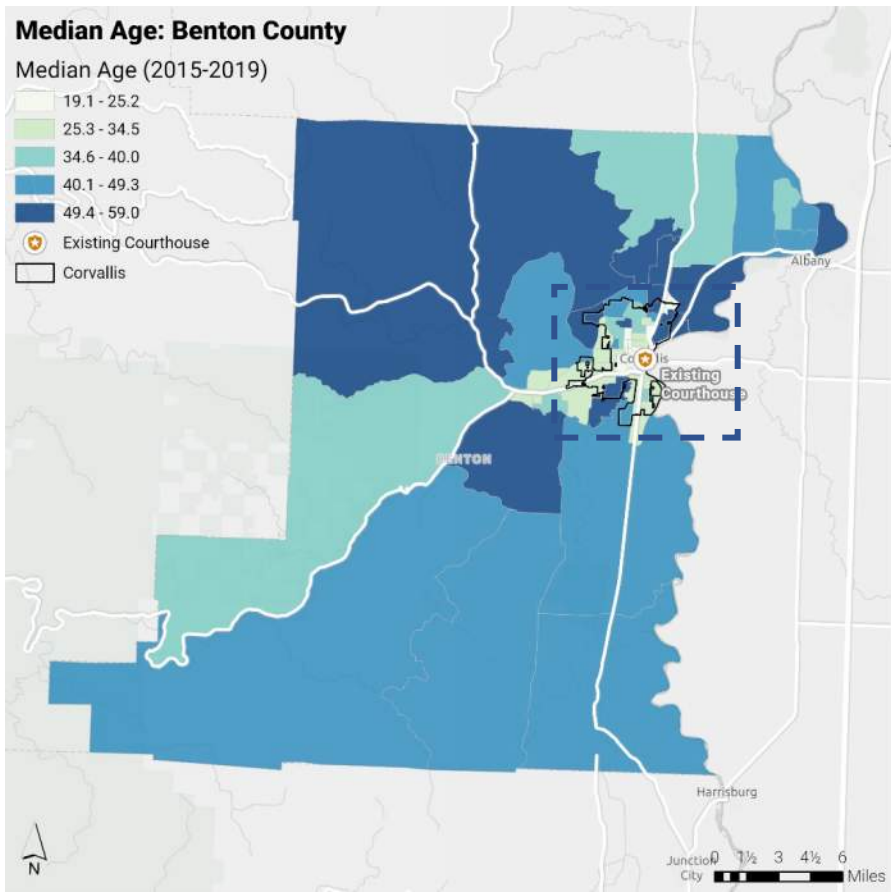 Median Age: Benton County
Median Age (2015-2019)
19.1 - 25.2
25.3 - 34.5
34.6 - 40.0
40.1 - 49.3
49.4 - 59.0
Existing Courthouse
Corvallis
Albany
Existing
Courthouse
BENTON
Harrisburg
Junction
City
N
0 1½ 3 4½ 6
Miles